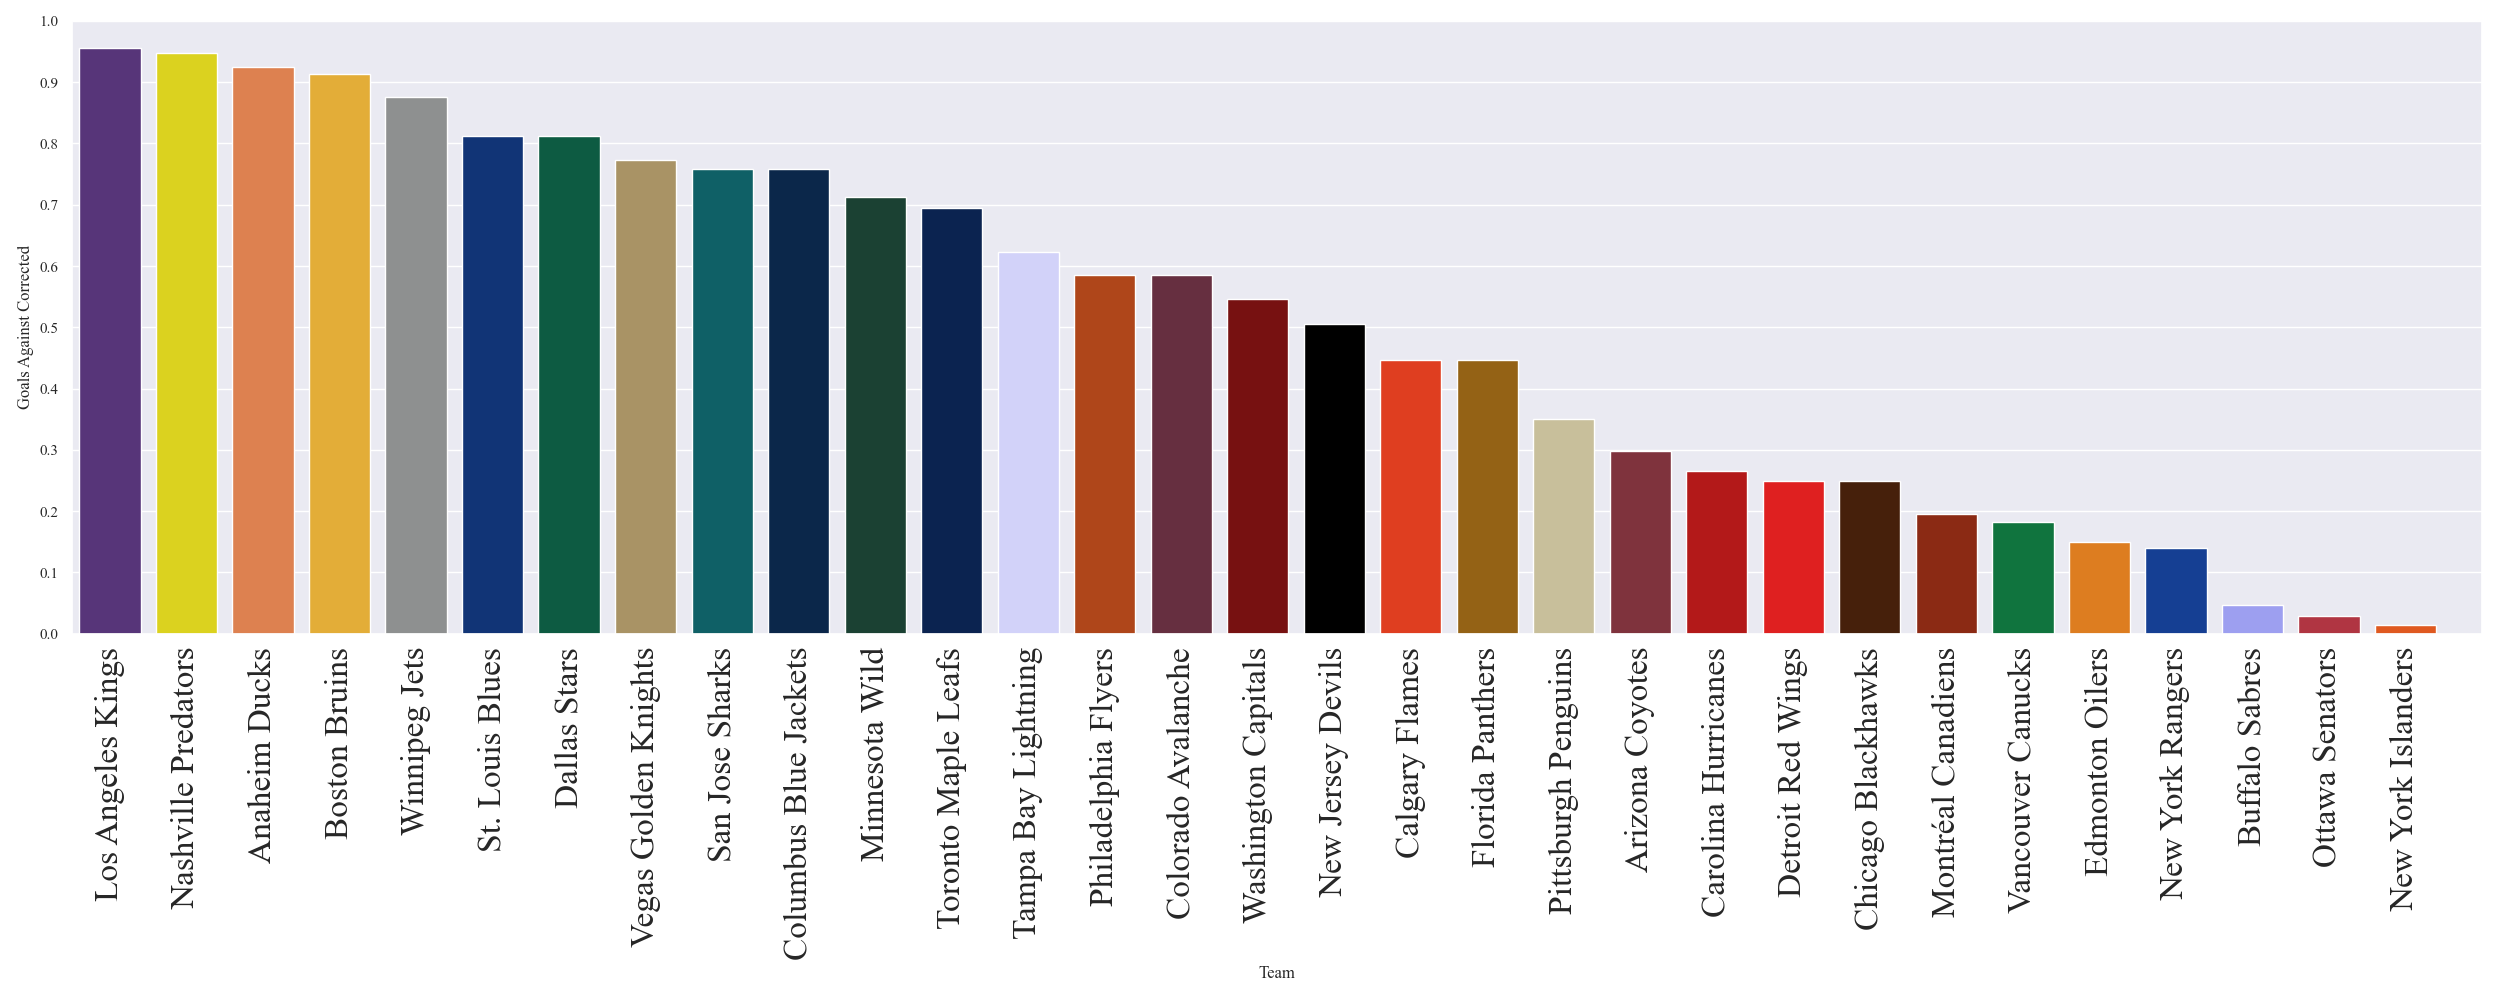 1.0
0.9
0.8
0.7
0.6
0.5
0.4
0.3
0.2
0.1
0.0
Goals Against Corrected
Los Angeles Kings
Nashville Predators
Anaheim Ducks
Boston Bruins
Winnipeg Jets
St. Louis Blues
Dallas Stars
Vegas Golden Knights
San Jose Sharks
Columbus Blue Jackets
Minnesota Wild
Toronto Maple Leafs
Tampa Bay Lightning
Philadelphia Flyers
Colorado Avalanche
Washington Capitals
New Jersey Devils
Calgary Flames
Florida Panthers
Pittsburgh Penguins
Arizona Coyotes
Carolina Hurricanes
Detroit Red Wings
Chicago Blackhawks
Montréal Canadiens
Vancouver Canucks
Edmonton Oilers
New York Rangers
Buffalo Sabres
Ottawa Senators
New York Islanders
Team